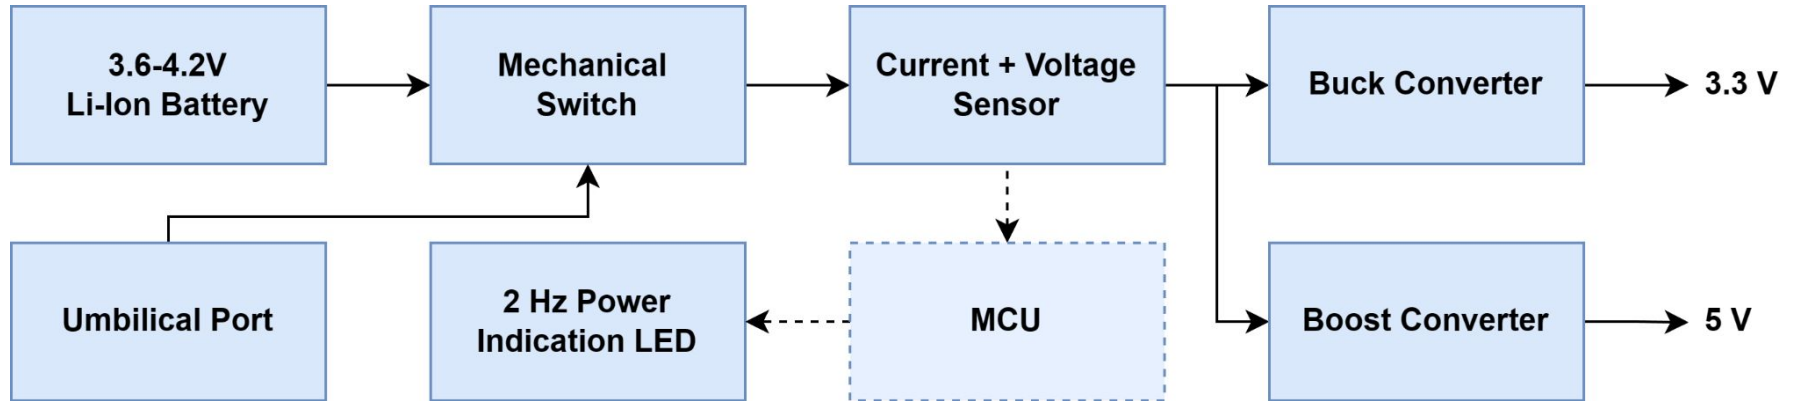 3.6-4.2V
Li-Ion Battery
Mechanical
Switch
Current + Voltage
Sensor
Buck Converter
3.3 V
Umbilical Port
2 Hz Power
Indication LED
MCU
Boost Converter
5 V